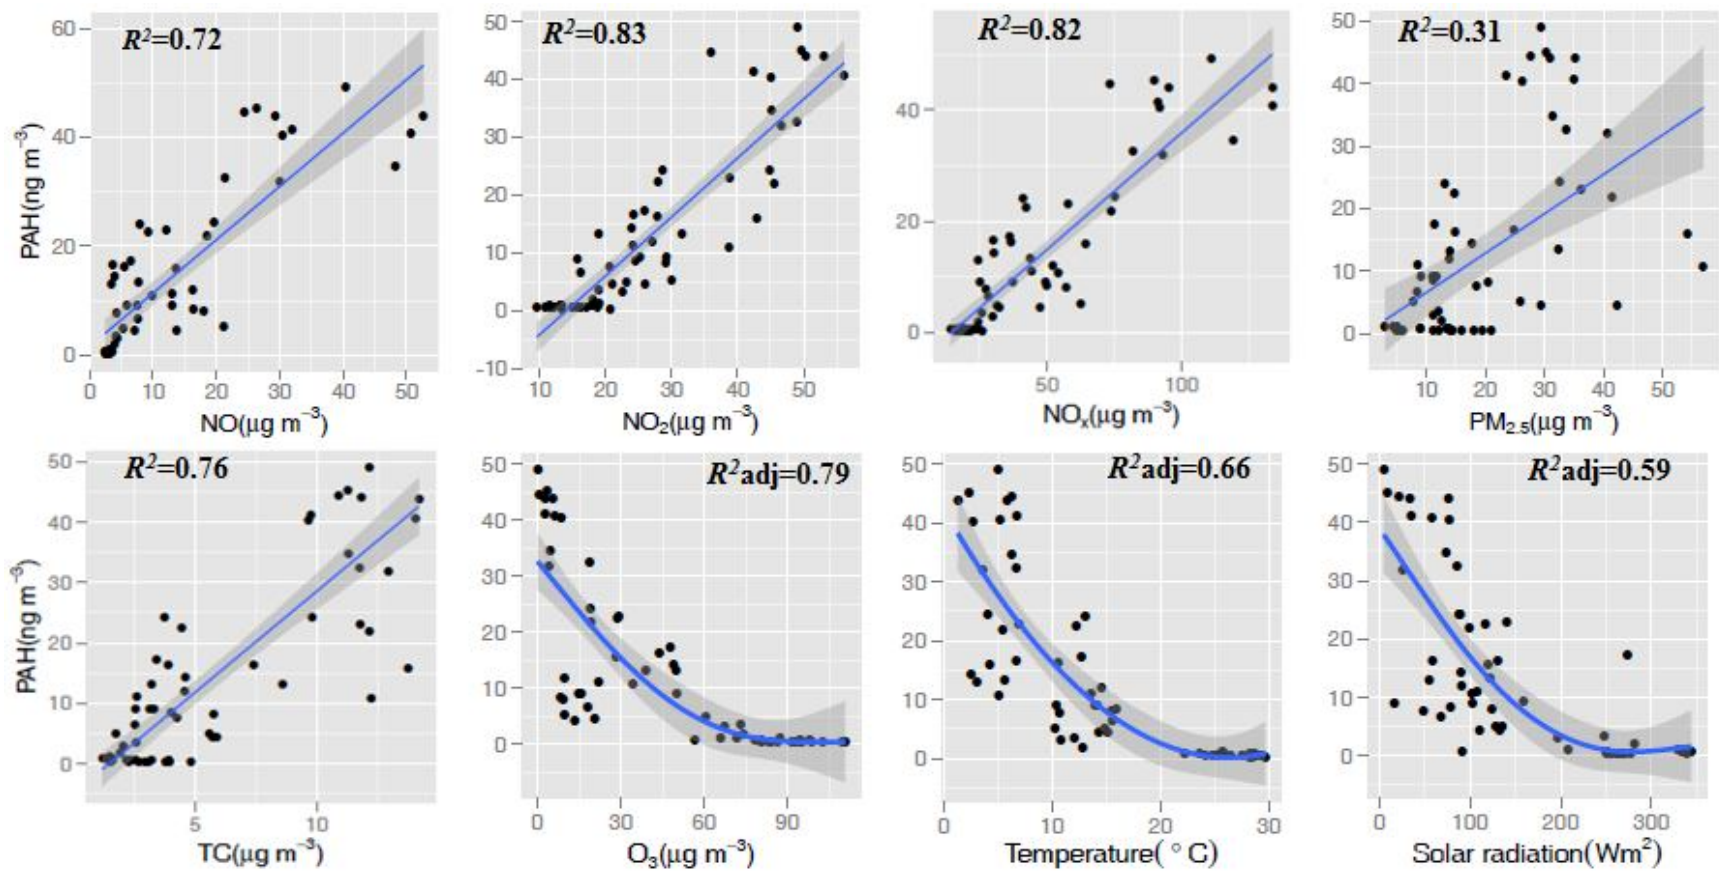 R²=0.72
R²=0.83
R²=0.82
R²=0.31
PAH(ng m⁻³)
60
40
20
0
50
40
30
20
10
0
-10
40
20
0
50
40
30
20
10
0
0 10 20 30 40 50
10 20 30 40 50
50 100
10 20 30 40 50
NO(µg m⁻³)
NO₂(µg m⁻³)
NOₓ(µg m⁻³)
PM₂.₅(µg m⁻³)
R²=0.76
R²adj=0.79
R²adj=0.66
R²adj=0.59
PAH(ng m⁻³)
50
40
30
20
10
0
50
40
30
20
10
0
50
40
30
20
10
0
50
40
30
20
10
0
5 10
0 30 60 90
0 10 20 30
0 100 200 300
TC(µg m⁻³)
O₃(µg m⁻³)
Temperature(°C)
Solar radiation(Wm²)